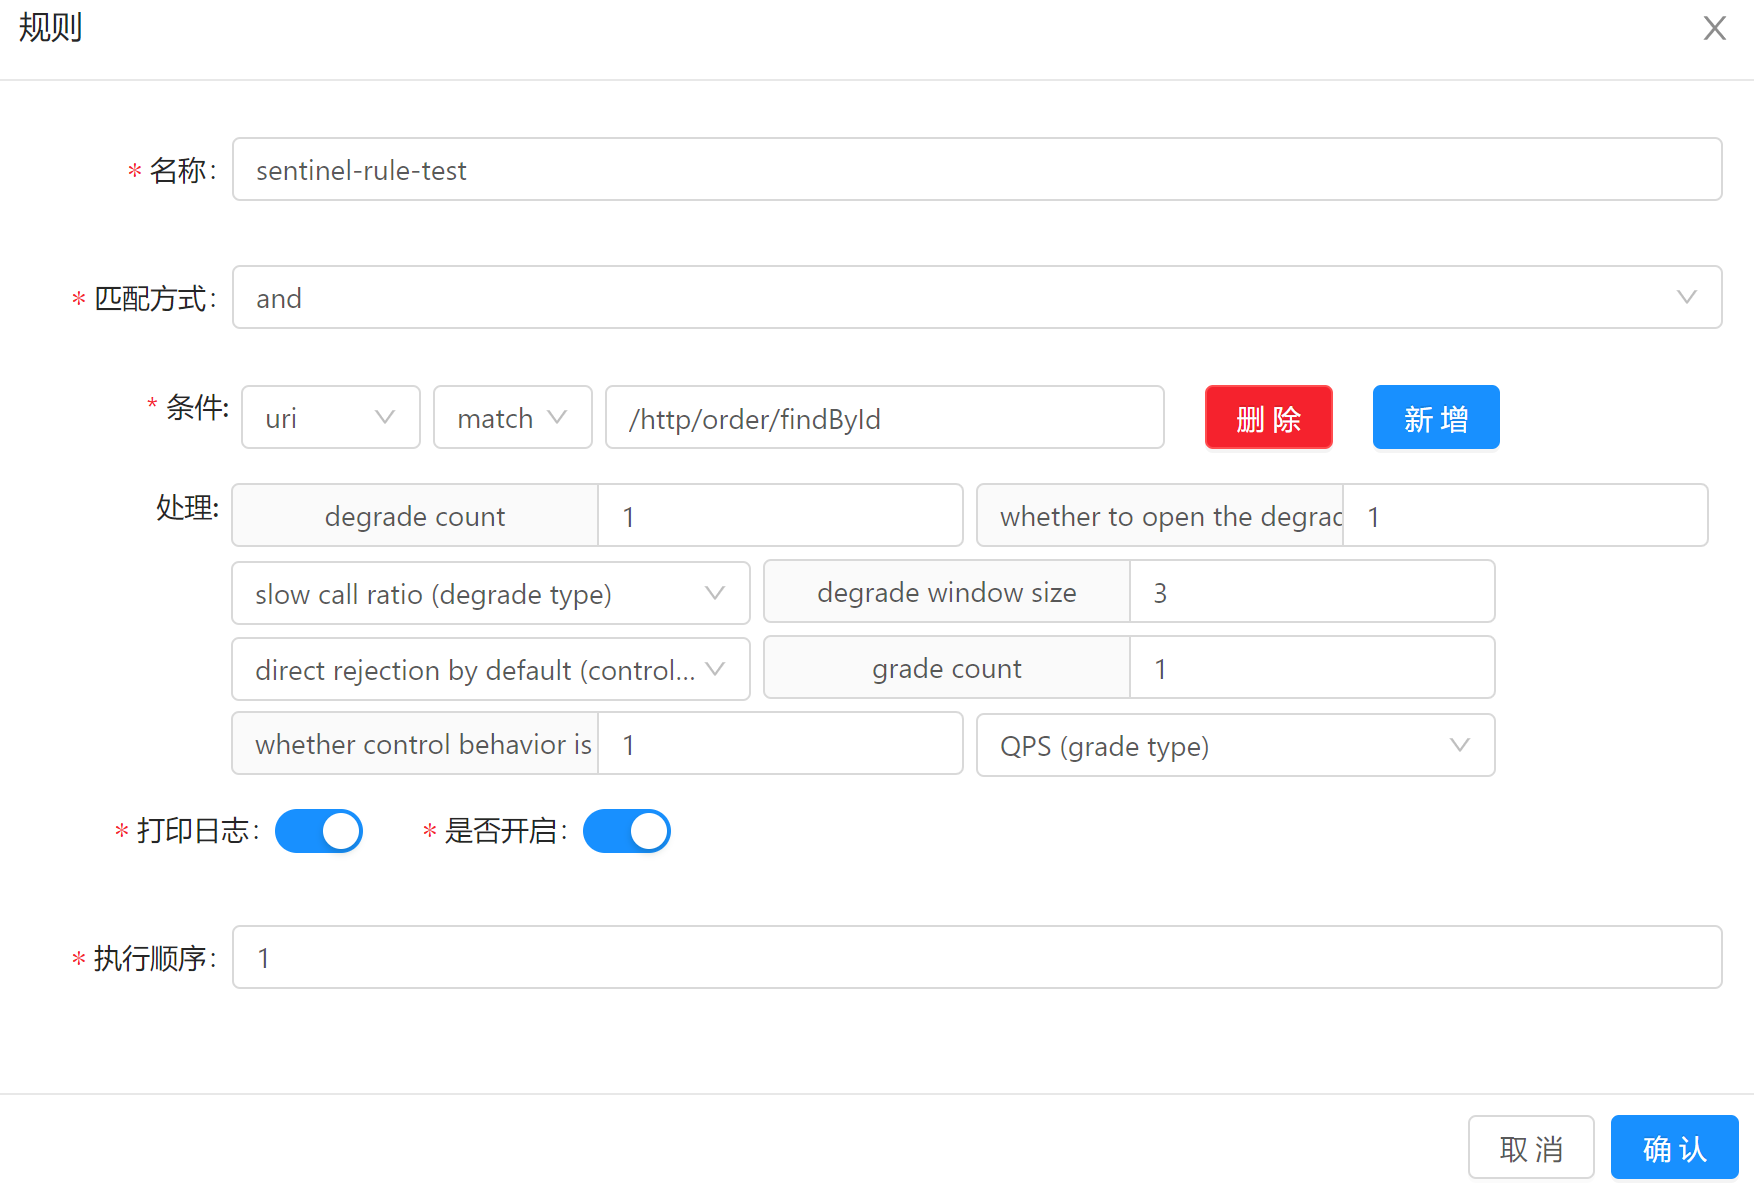 规则
* 名称: sentinel-rule-test
* 匹配方式: and
* 条件: uri match /http/order/findById 删 除 新 增
处理: degrade count 1 whether to open the degrad 1
slow call ratio (degrade type) degrade window size 3
direct rejection by default (control... grade count 1
whether control behavior is 1 QPS (grade type)
* 打印日志: * 是否开启:
* 执行顺序: 1
取 消 确 认